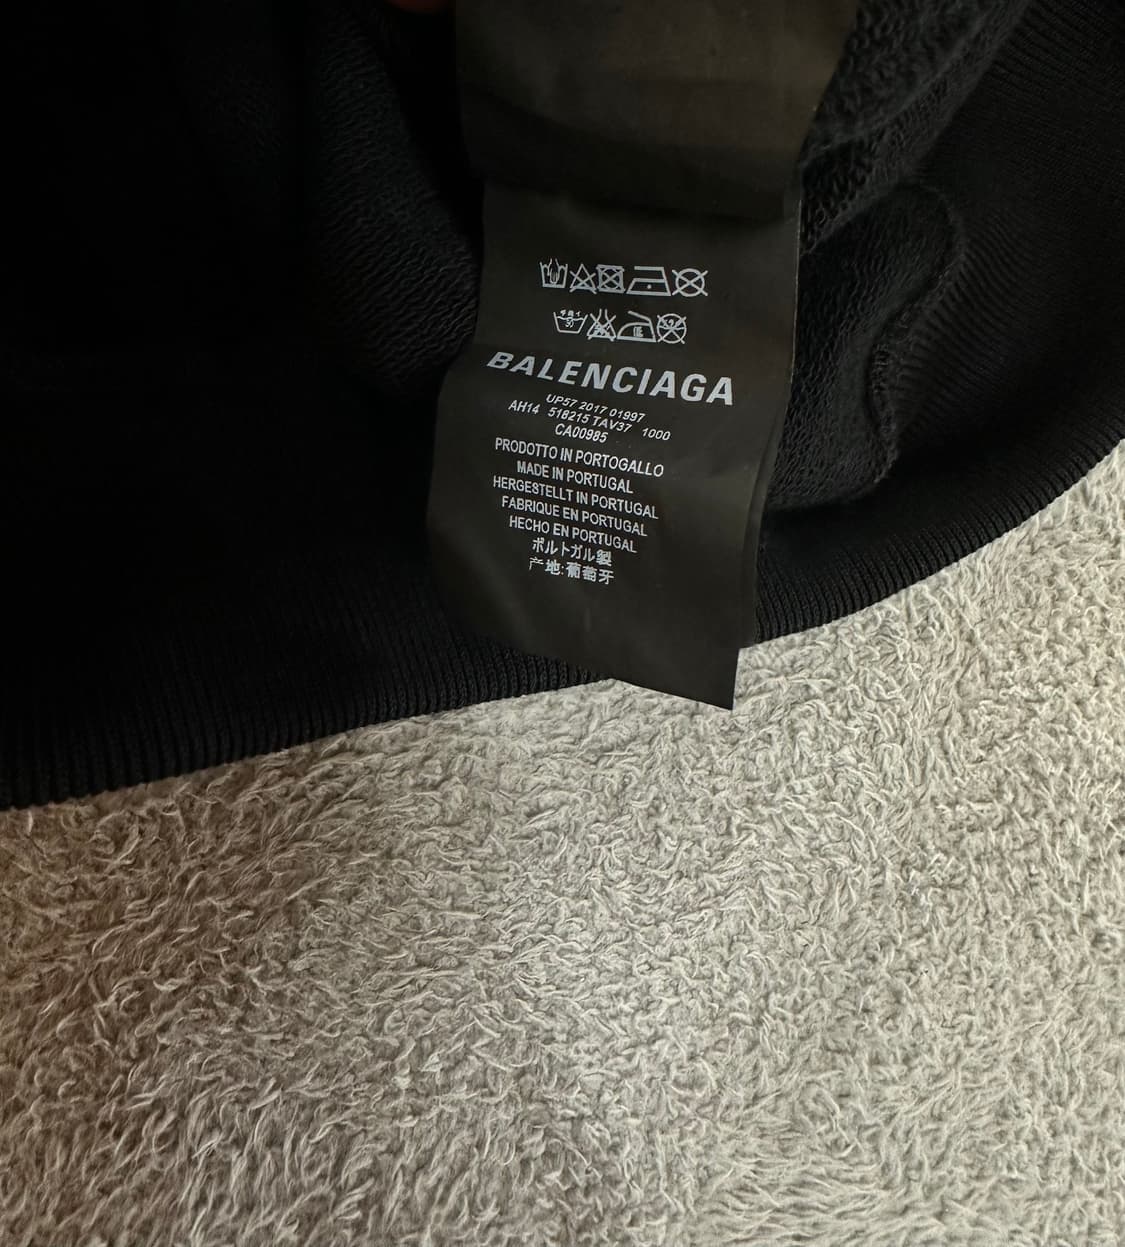 BALENCIAGA
UP57 2017 01997
AH14 518215 TAV37 1000
CA00985
PRODOTTO IN PORTOGALLO
MADE IN PORTUGAL
HERGESTELLT IN PORTUGAL
FABRIQUE EN PORTUGAL
HECHO EN PORTUGAL
ポルトガル製
产地:葡萄牙